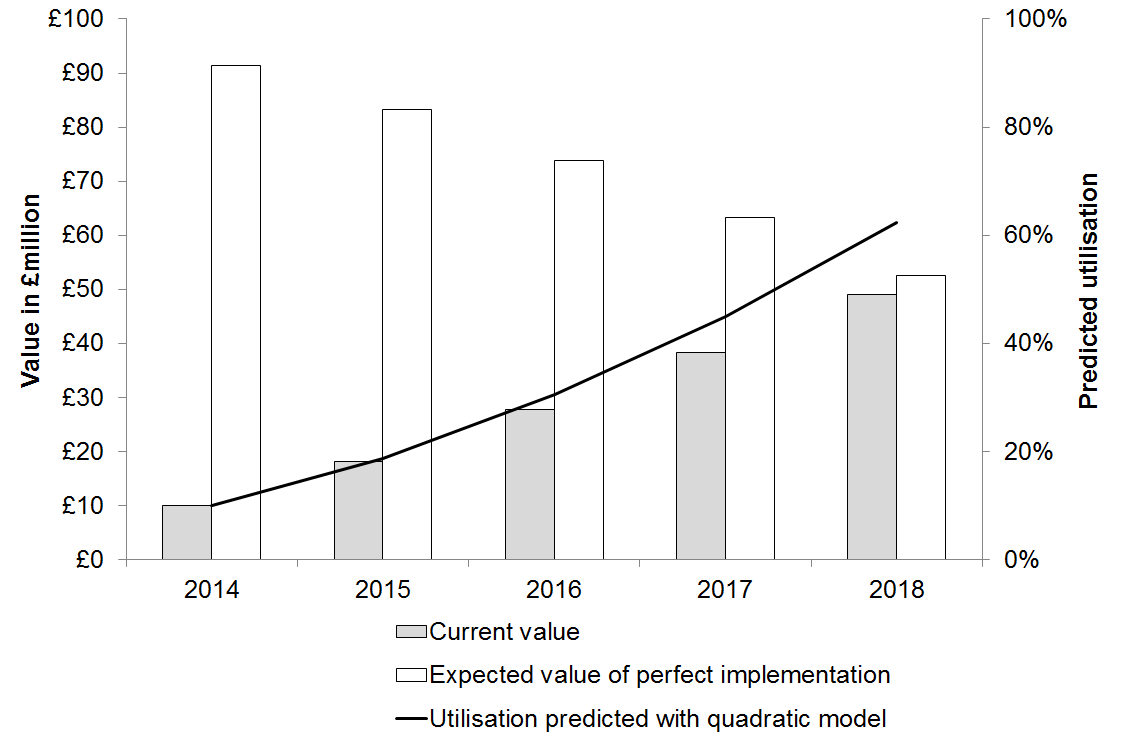 £100
£90
£80
£70
£60
£50
£40
£30
£20
£10
£0
Value in £million
100%
80%
60%
40%
20%
0%
Predicted utilisation
2014 2015 2016 2017 2018
Current value
Expected value of perfect implementation
Utilisation predicted with quadratic model